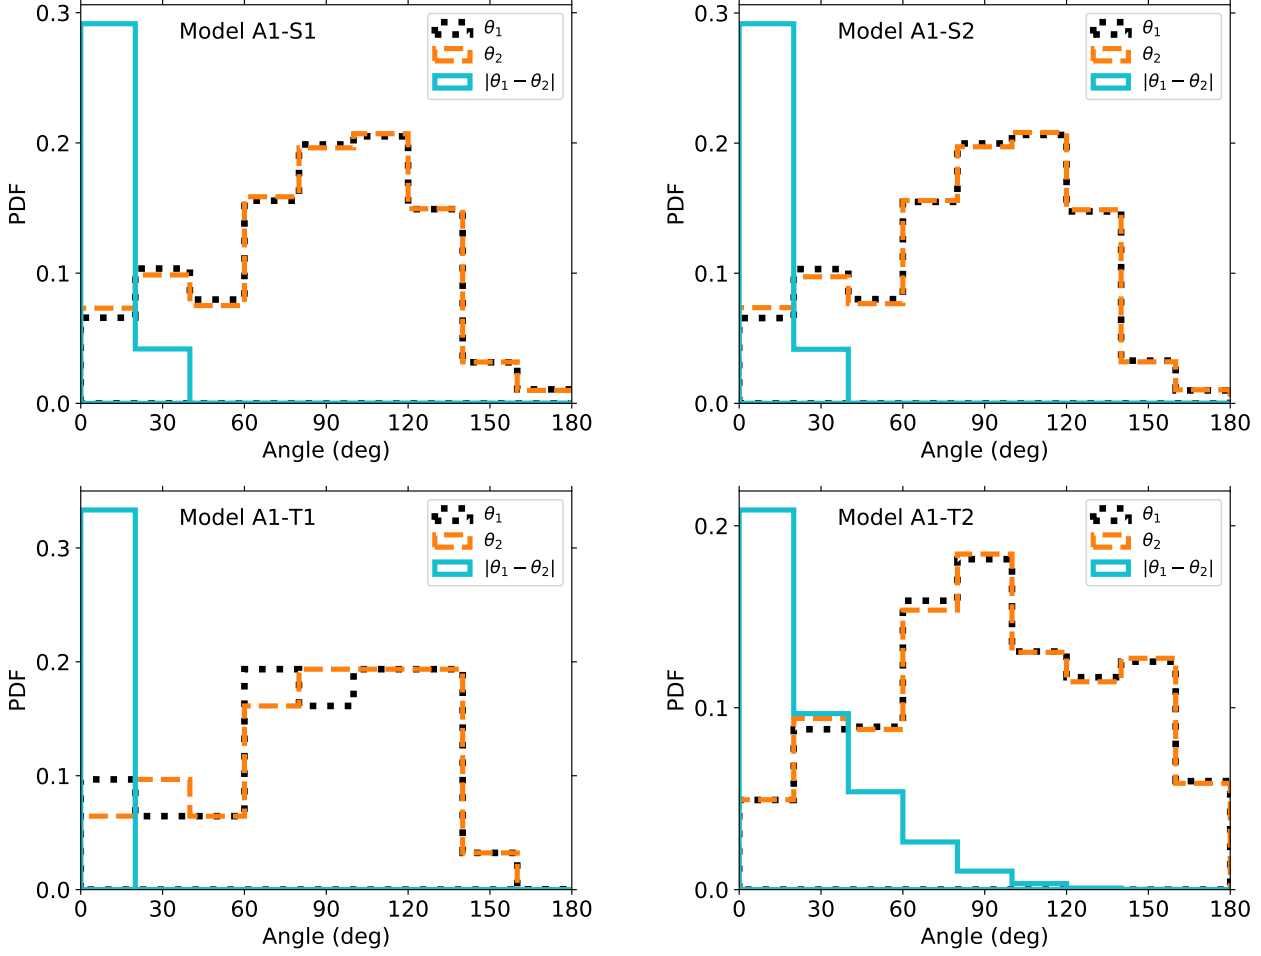 Model A1-S1
θ1
θ2
|θ1 − θ2|
0.3
0.2
0.1
0.0
PDF
0 30 60 90 120 150 180
Angle (deg)
Model A1-S2
θ1
θ2
|θ1 − θ2|
0.3
0.2
0.1
0.0
PDF
0 30 60 90 120 150 180
Angle (deg)
Model A1-T1
θ1
θ2
|θ1 − θ2|
0.3
0.2
0.1
0.0
PDF
0 30 60 90 120 150 180
Angle (deg)
Model A1-T2
θ1
θ2
|θ1 − θ2|
0.2
0.1
0.0
PDF
0 30 60 90 120 150 180
Angle (deg)